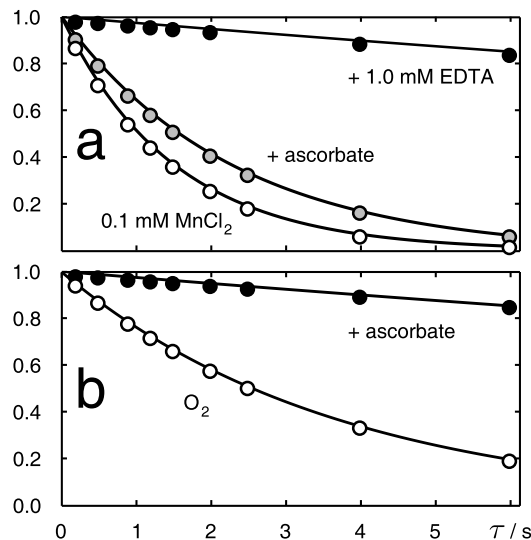 1.0
0.8
0.6
0.4
0.2
a
+ 1.0 mM EDTA
+ ascorbate
0.1 mM MnCl₂
1.0
0.8
0.6
0.4
0.2
0.0
b
+ ascorbate
O₂
0 1 2 3 4 5 τ / s